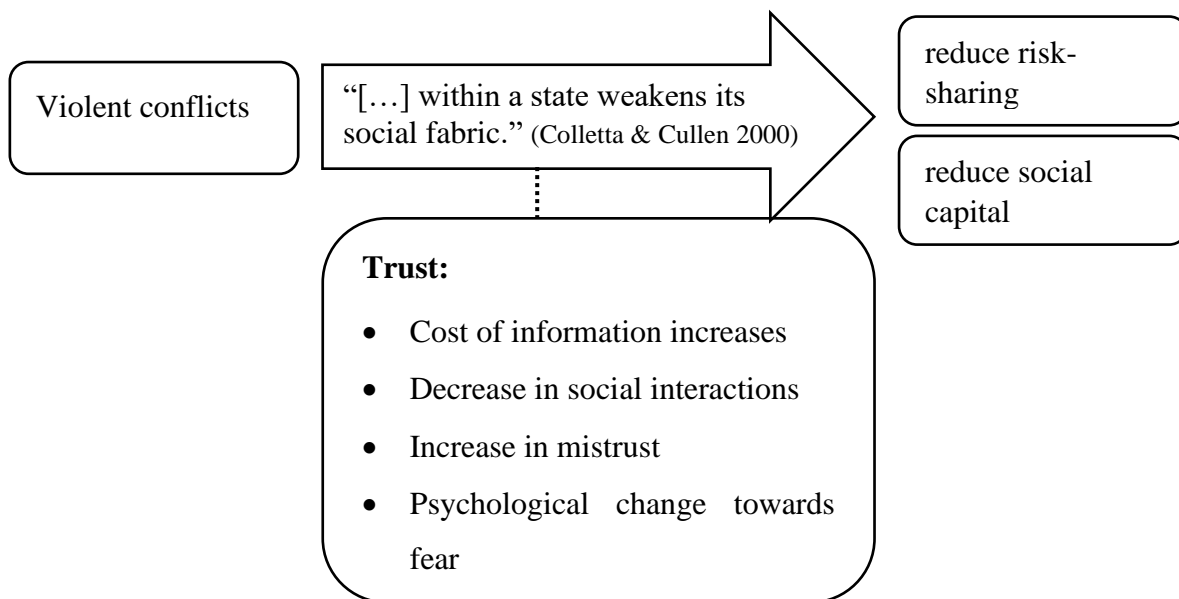 Violent conflicts
“[…] within a state weakens its
social fabric.” (Colletta & Cullen 2000)
reduce risk-
sharing
reduce social
capital
Trust:
• Cost of information increases
• Decrease in social interactions
• Increase in mistrust
• Psychological change towards
fear